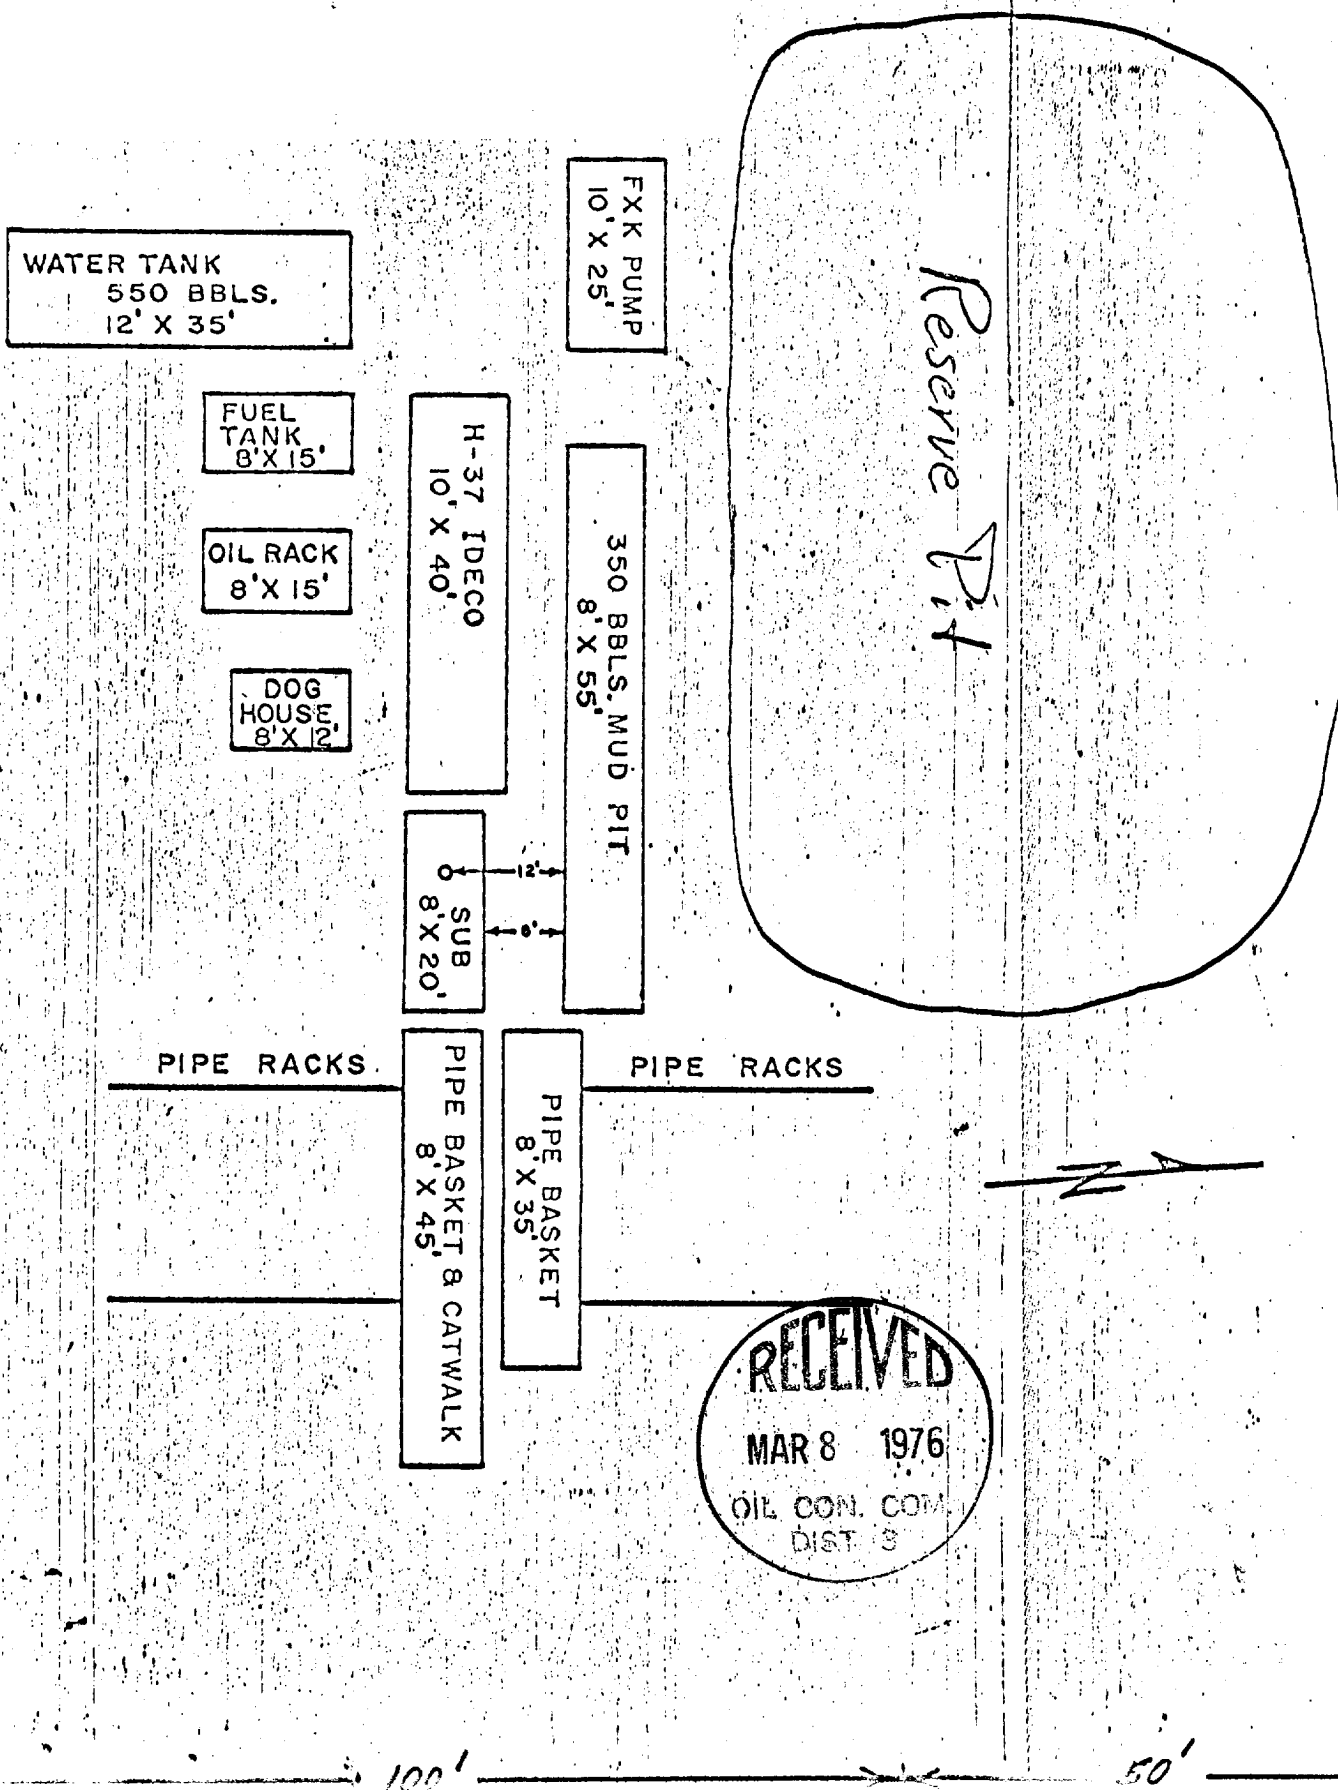 FXK PUMP
10' X 25'
WATER TANK
550 BBLS.
12' X 35'
Reserve Pit
FUEL
TANK
8' X 15'
H-37 IDECO
10' X 40'
OIL RACK
8' X 15'
350 BBLS. MUD PIT
8' X 55'
DOG
HOUSE
8' X 12'
12'
SUB
8' X 20'
PIPE RACKS
PIPE BASKET & CATWALK
8' X 45'
PIPE BASKET
8' X 35'
PIPE RACKS
N
RECEIVED
MAR 8 1976
OIL CON. COM.
DIST. 3
100'
50'